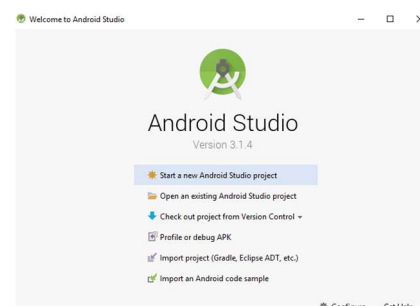 Welcome to Android Studio
Android Studio
Version 3.1.4
Start a new Android Studio project
Open an existing Android Studio project
Check out project from Version Control
Profile or debug APK
Import project (Gradle, Eclipse ADT, etc.)
Import an Android code sample
Configure Get Help